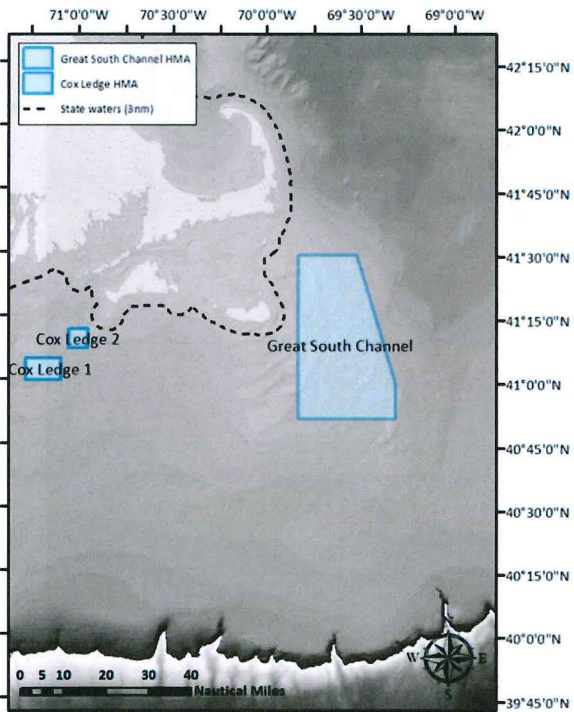 71°0'0"W 70°30'0"W 70°0'0"W 69°30'0"W 69°0'0"W
Great South Channel HMA
Cox Ledge HMA
State waters (3nm)
42°15'0"N
42°0'0"N
41°45'0"N
41°30'0"N
41°15'0"N
Cox Ledge 2
Great South Channel
Cox Ledge 1
41°0'0"N
40°45'0"N
40°30'0"N
40°15'0"N
40°0'0"N
N
W E
S
0 5 10 20 30 40
Nautical Miles
39°45'0"N